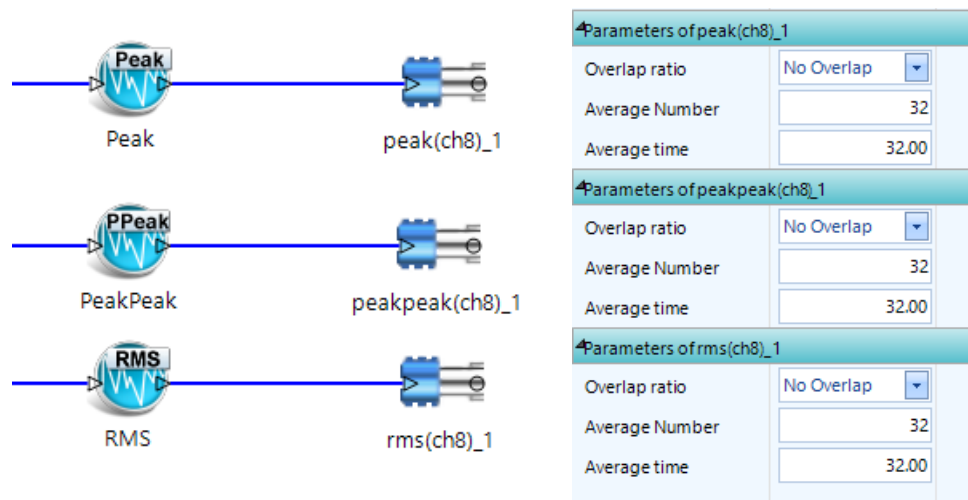 Peak
Peak
peak(ch8)_1
PPeak
PeakPeak
peakpeak(ch8)_1
RMS
RMS
rms(ch8)_1
Parameters of peak(ch8)_1
Overlap ratio No Overlap
Average Number 32
Average time 32.00
Parameters of peakpeak(ch8)_1
Overlap ratio No Overlap
Average Number 32
Average time 32.00
Parameters of rms(ch8)_1
Overlap ratio No Overlap
Average Number 32
Average time 32.00